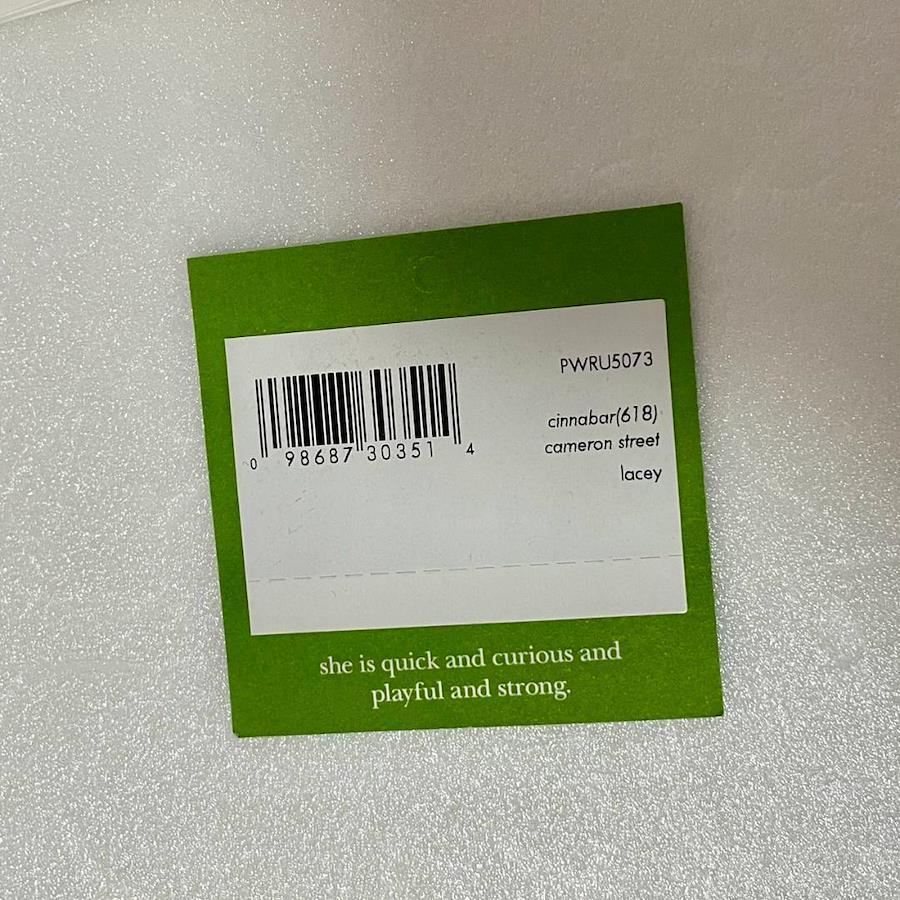 PWRU5073
cinnabar(618)
cameron street
lacey
0 98687 30351 4
she is quick and curious and
playful and strong.